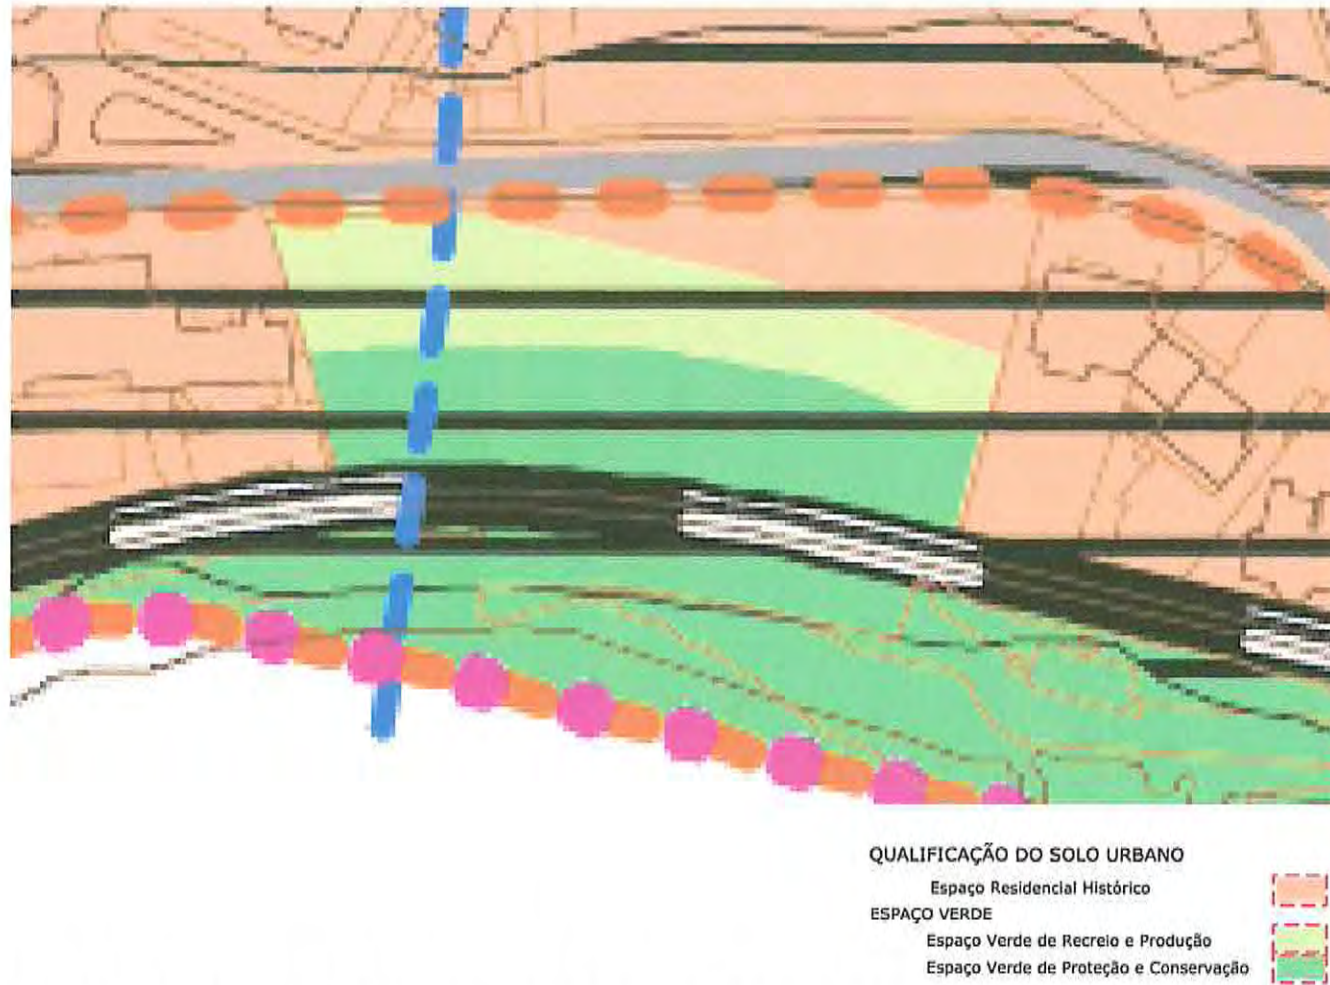 QUALIFICAÇÃO DO SOLO URBANO
Espaço Residencial Histórico
ESPAÇO VERDE
Espaço Verde de Recreio e Produção
Espaço Verde de Proteção e Conservação